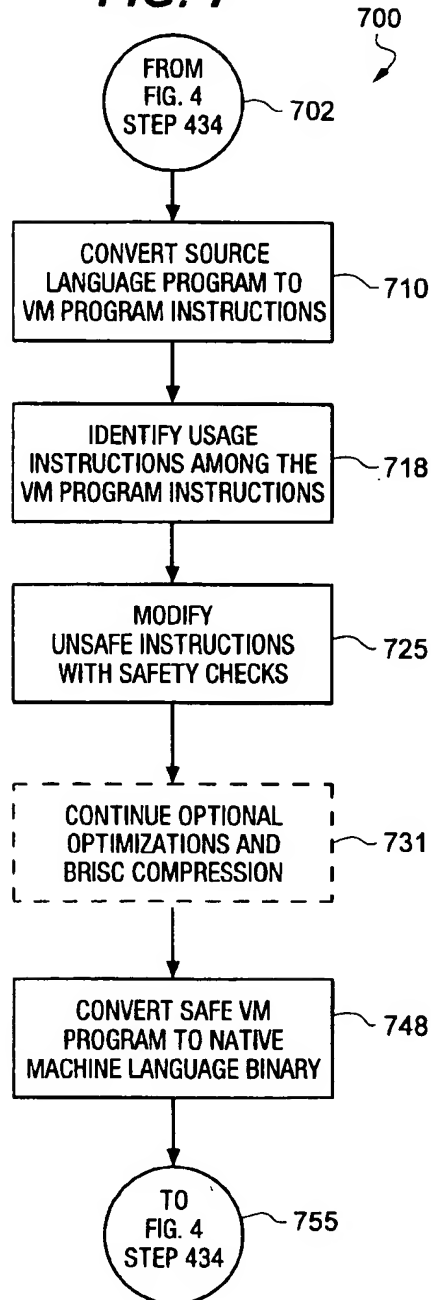 FIG. 7
700
FROM
FIG. 4
STEP 434
702
CONVERT SOURCE
LANGUAGE PROGRAM TO
VM PROGRAM INSTRUCTIONS
710
IDENTIFY USAGE
INSTRUCTIONS AMONG THE
VM PROGRAM INSTRUCTIONS
718
MODIFY
UNSAFE INSTRUCTIONS
WITH SAFETY CHECKS
725
CONTINUE OPTIONAL
OPTIMIZATIONS AND
BRISC COMPRESSION
731
CONVERT SAFE VM
PROGRAM TO NATIVE
MACHINE LANGUAGE BINARY
748
TO
FIG. 4
STEP 434
755